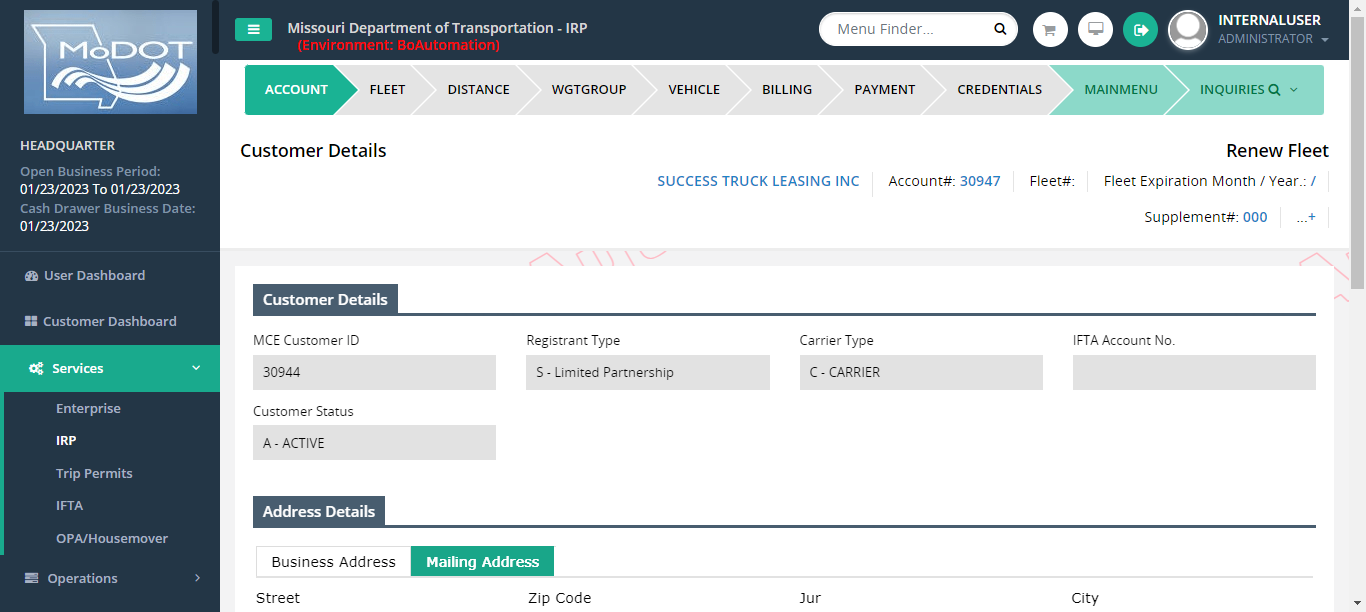 MoDOT
HEADQUARTER
Open Business Period:
01/23/2023 To 01/23/2023
Cash Drawer Business Date:
01/23/2023
User Dashboard
Customer Dashboard
Services
Enterprise
IRP
Trip Permits
IFTA
OPA/Housemover
Operations
Missouri Department of Transportation - IRP
(Environment: BoAutomation)
Menu Finder...
INTERNALUSER
ADMINISTRATOR
ACCOUNT FLEET DISTANCE WGTGROUP VEHICLE BILLING PAYMENT CREDENTIALS MAINMENU INQUIRIES
Customer Details Renew Fleet
SUCCESS TRUCK LEASING INC Account#: 30947 Fleet#: Fleet Expiration Month / Year.: /
Supplement#: 000 ...+
Customer Details
MCE Customer ID Registrant Type Carrier Type IFTA Account No.
30944 S - Limited Partnership C - CARRIER
Customer Status
A - ACTIVE
Address Details
Business Address Mailing Address
Street Zip Code Jur City